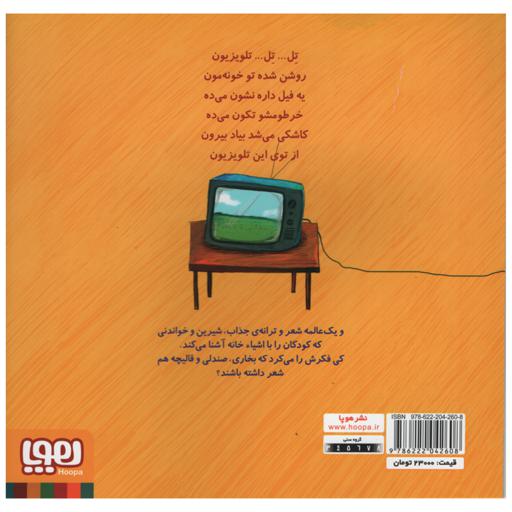 تِل... تِل... تلویزیون
روشن شده تو خونه‌مون
یه فیل داره نشون می‌ده
خرطومشو تکون می‌ده
کاشکی می‌شد بیاد بیرون
از توی این تلویزیون
و یک‌عالمه شعر و ترانه‌ی جذاب، شیرین و خواندنی
که کودکان را با اشیاء خانه آشنا می‌کند.
کی فکرش را می‌کرد که بخاری، صندلی و قالیچه هم
شعر داشته باشند؟
هوپا
Hoopa
نشر هوپا
www.hoopa.ir
گروه سنی
ISBN 978-622-204-260-8
9 786222 042608
قیمت: ۲۳۰۰۰ تومان